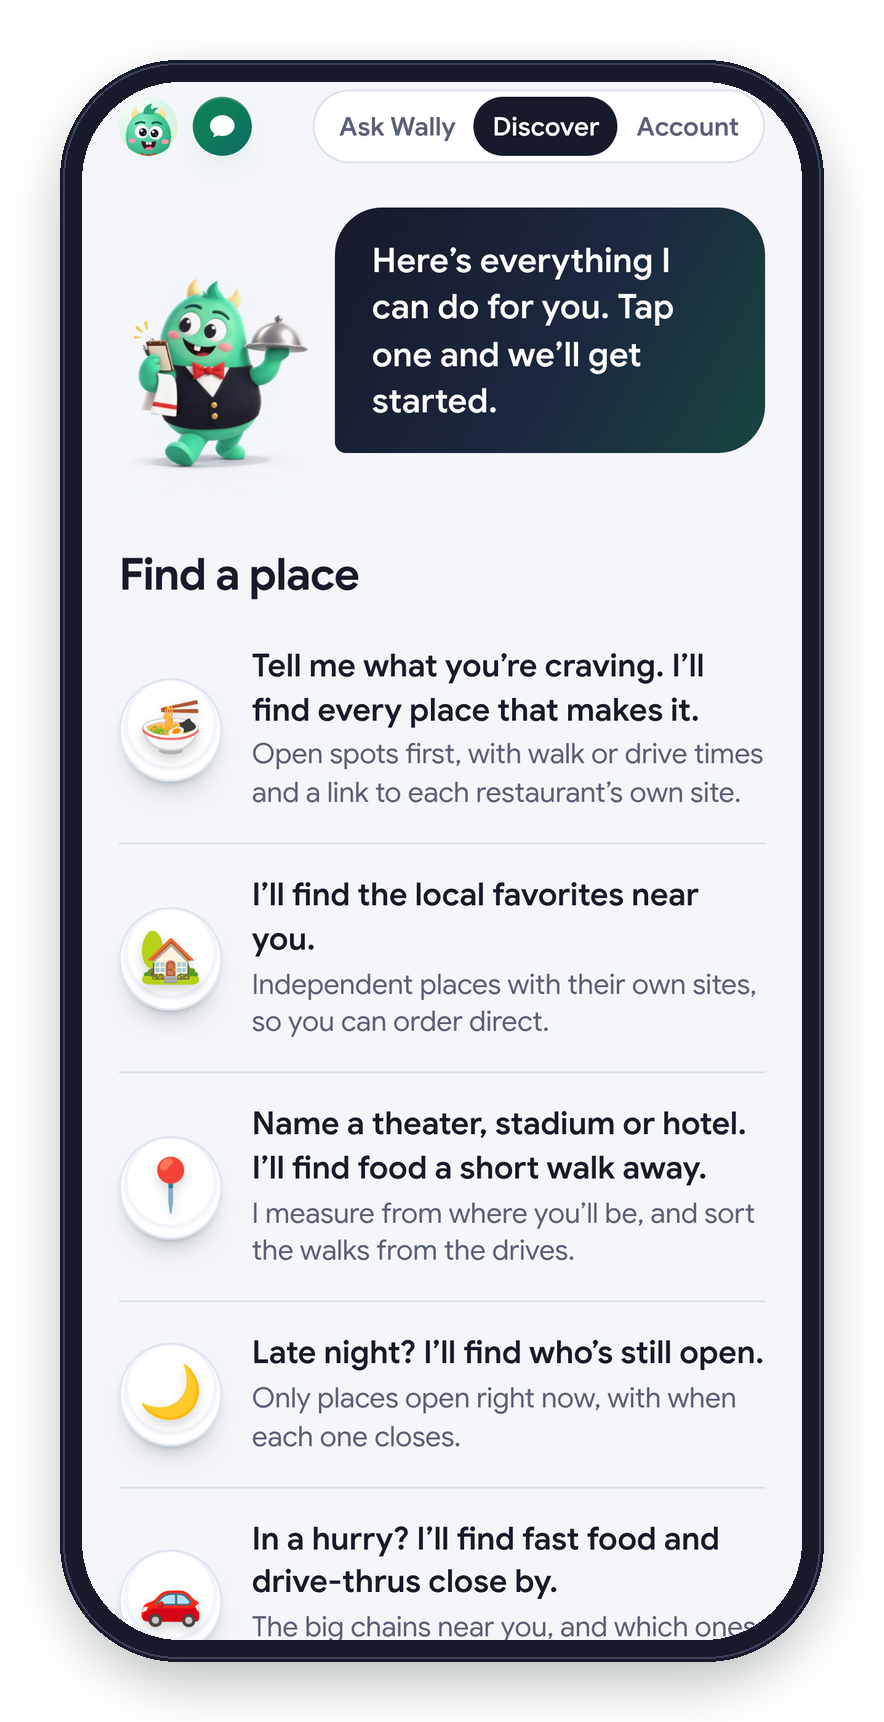 Ask Wally
Discover
Account
Here’s everything I
can do for you. Tap
one and we’ll get
started.
Find a place
Tell me what you’re craving. I’ll
find every place that makes it.
Open spots first, with walk or drive times
and a link to each restaurant’s own site.
I’ll find the local favorites near
you.
Independent places with their own sites,
so you can order direct.
Name a theater, stadium or hotel.
I’ll find food a short walk away.
I measure from where you’ll be, and sort
the walks from the drives.
Late night? I’ll find who’s still open.
Only places open right now, with when
each one closes.
In a hurry? I’ll find fast food and
drive-thrus close by.
The big chains near you, and which ones